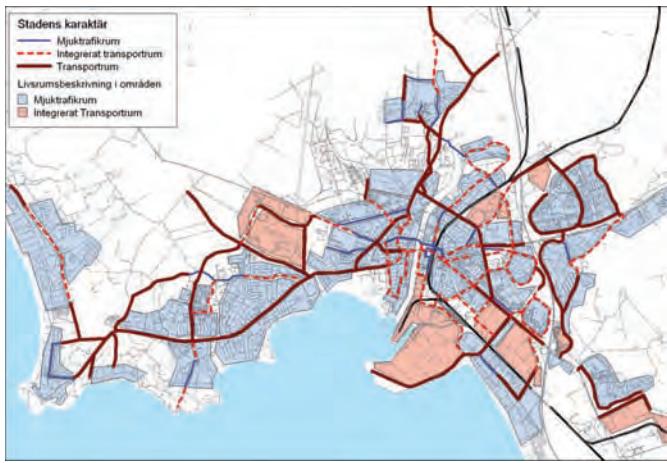 Stadens karaktär
Mjuktrafikrum
Integrerat transportrum
Transportrum
Livsrumsbeskrivning i områden
Mjuktrafikrum
Integrerat Transportrum